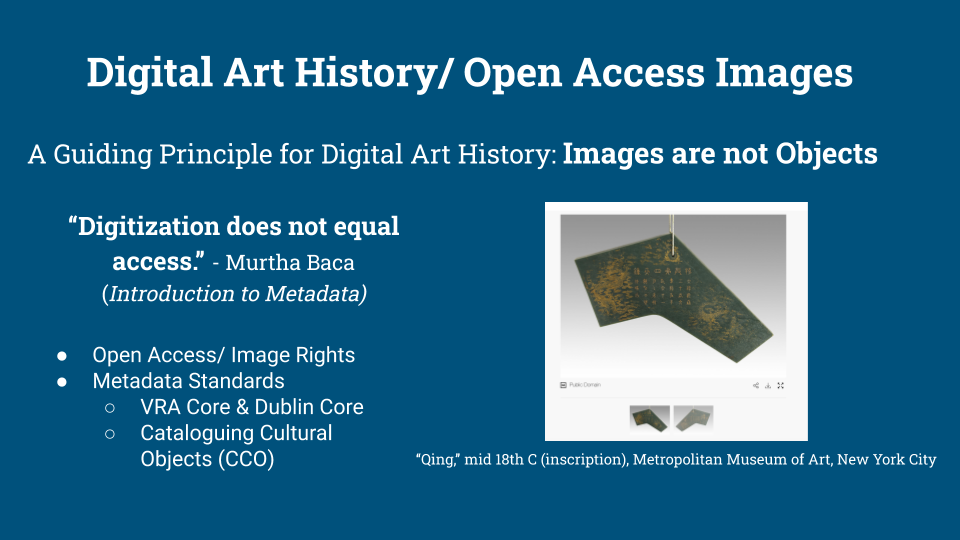 Digital Art History/ Open Access Images
A Guiding Principle for Digital Art History: Images are not Objects
“Digitization does not equal
access.” - Murtha Baca
(Introduction to Metadata)
● Open Access/ Image Rights
● Metadata Standards
○ VRA Core & Dublin Core
○ Cataloguing Cultural
Objects (CCO)
Public Domain
“Qing,” mid 18th C (inscription), Metropolitan Museum of Art, New York City